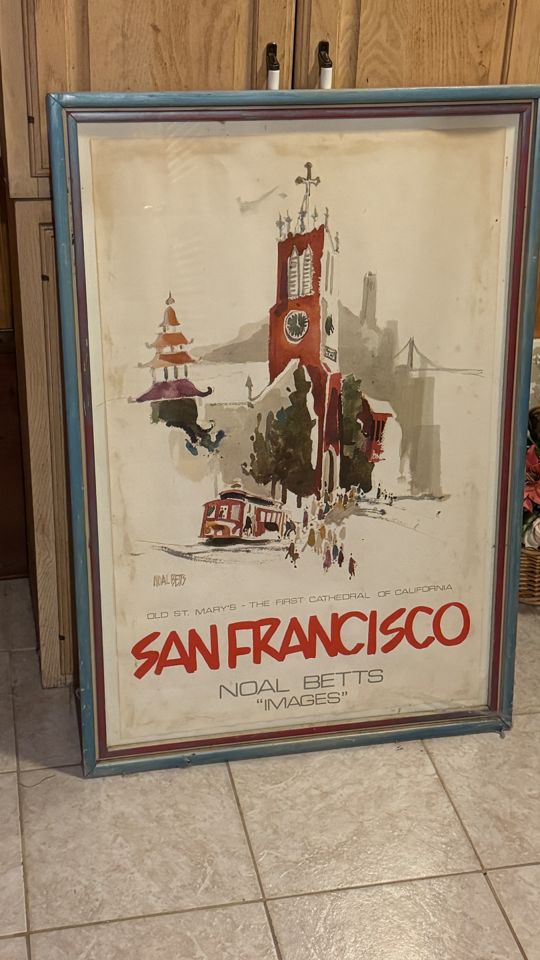 NOAL BETTS
OLD ST. MARY'S - THE FIRST CATHEDRAL OF CALIFORNIA
SAN FRANCISCO
NOAL BETTS
"IMAGES"